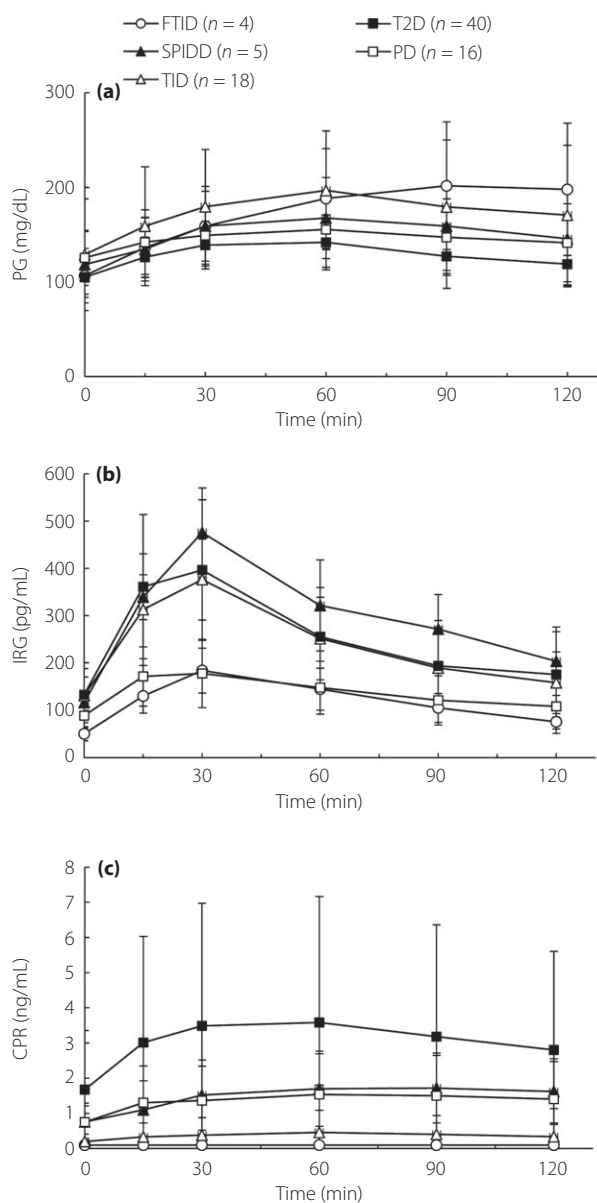 FTID (n = 4) T2D (n = 40)
SPIDD (n = 5) PD (n = 16)
TID (n = 18)
(a)
300
200
100
0
PG (mg/dL)
0 30 60 90 120
Time (min)
(b)
600
500
400
300
200
100
0
IRG (pg/mL)
0 30 60 90 120
Time (min)
(c)
8
7
6
5
4
3
2
1
0
CPR (ng/mL)
0 30 60 90 120
Time (min)